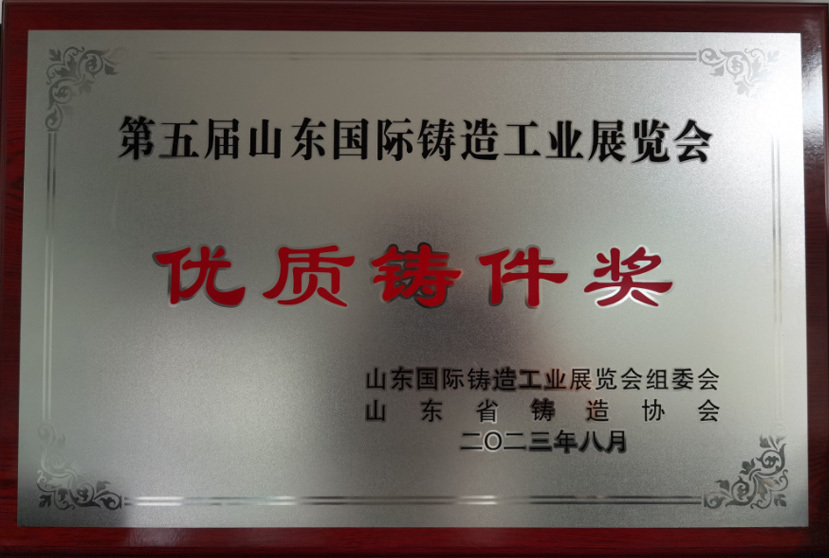 第五届山东国际铸造工业展览会
优质铸件奖
山东国际铸造工业展览会组委会
山东省铸造协会
二〇二三年八月